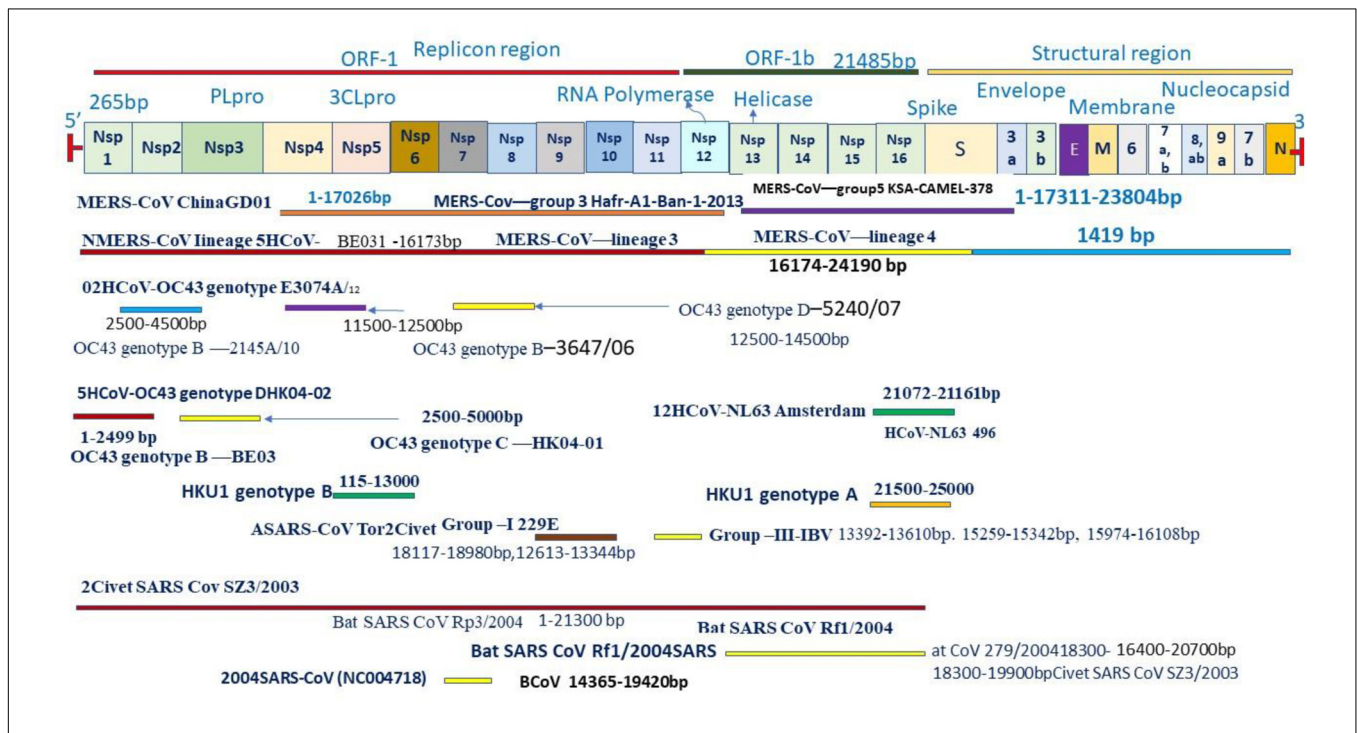 Replicon region
ORF-1
ORF-1b 21485bp
Structural region
265bp
PLpro
3CLpro
RNA Polymerase
Helicase
Spike
Envelope
Membrane
Nucleocapsid
5’
3
Nsp 1
Nsp2
Nsp3
Nsp4
Nsp5
Nsp 6
Nsp 7
Nsp 8
Nsp 9
Nsp 10
Nsp 11
Nsp 12
Nsp 13
Nsp 14
Nsp 15
Nsp 16
S
3 a
3 b
E
M
6
7 a, b
8, ab
9 a
7 b
N
MERS-CoV ChinaGD01
1-17026bp
MERS-Cov—group 3 Hafr-A1-Ban-1-2013
MERS-CoV—group5 KSA-CAMEL-378
1-17311-23804bp
NMERS-CoV lineage 5HCoV- BE031 -16173bp
MERS-CoV—lineage 3
MERS-CoV—lineage 4
1419 bp
16174-24190 bp
02HCoV-OC43 genotype E3074A/12
2500-4500bp
11500-12500bp
OC43 genotype D–5240/07
12500-14500bp
OC43 genotype B —2145A/10
OC43 genotype B–3647/06
5HCoV-OC43 genotype DHK04-02
1-2499 bp
2500-5000bp
OC43 genotype B —BE03
OC43 genotype C —HK04-01
12HCoV-NL63 Amsterdam
21072-21161bp
HCoV-NL63 496
HKU1 genotype B
115-13000
HKU1 genotype A
21500-25000
ASARS-CoV Tor2Civet Group –I 229E
18117-18980bp,12613-13344bp
Group –III-IBV 13392-13610bp. 15259-15342bp, 15974-16108bp
2Civet SARS Cov SZ3/2003
Bat SARS CoV Rp3/2004 1-21300 bp
Bat SARS CoV Rf1/2004
Bat SARS CoV Rf1/2004SARS
at CoV 279/200418300- 16400-20700bp
18300-19900bpCivet SARS CoV SZ3/2003
2004SARS-CoV (NC004718)
BCoV 14365-19420bp